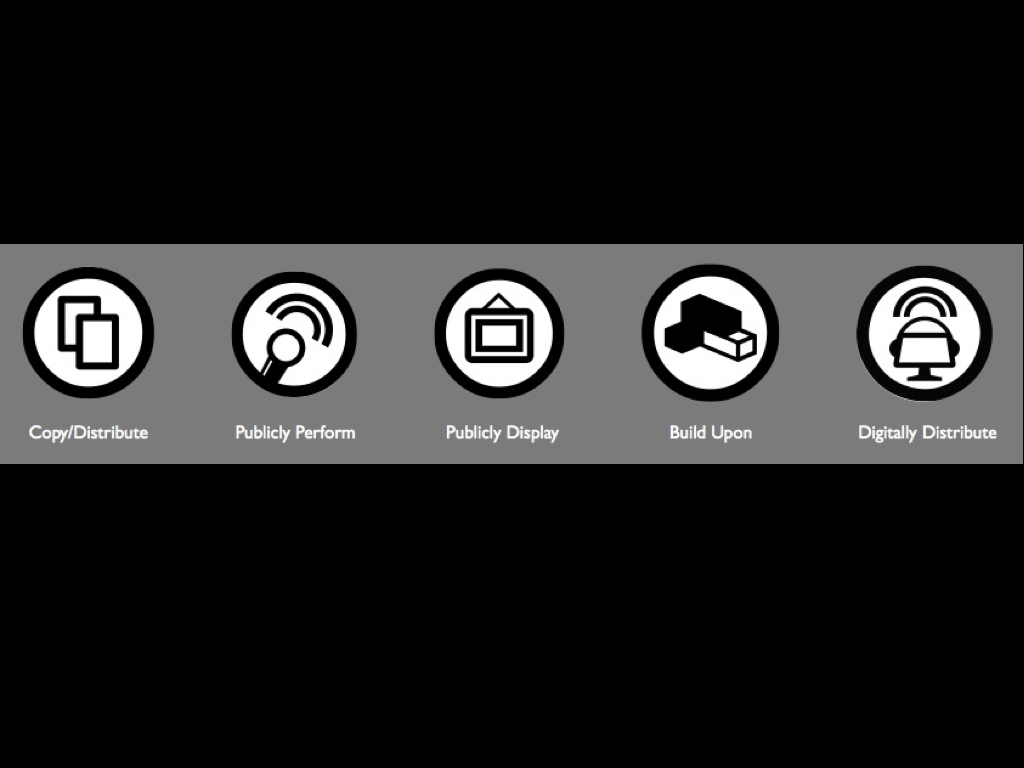 Copy/Distribute
Publicly Perform
Publicly Display
Build Upon
Digitally Distribute